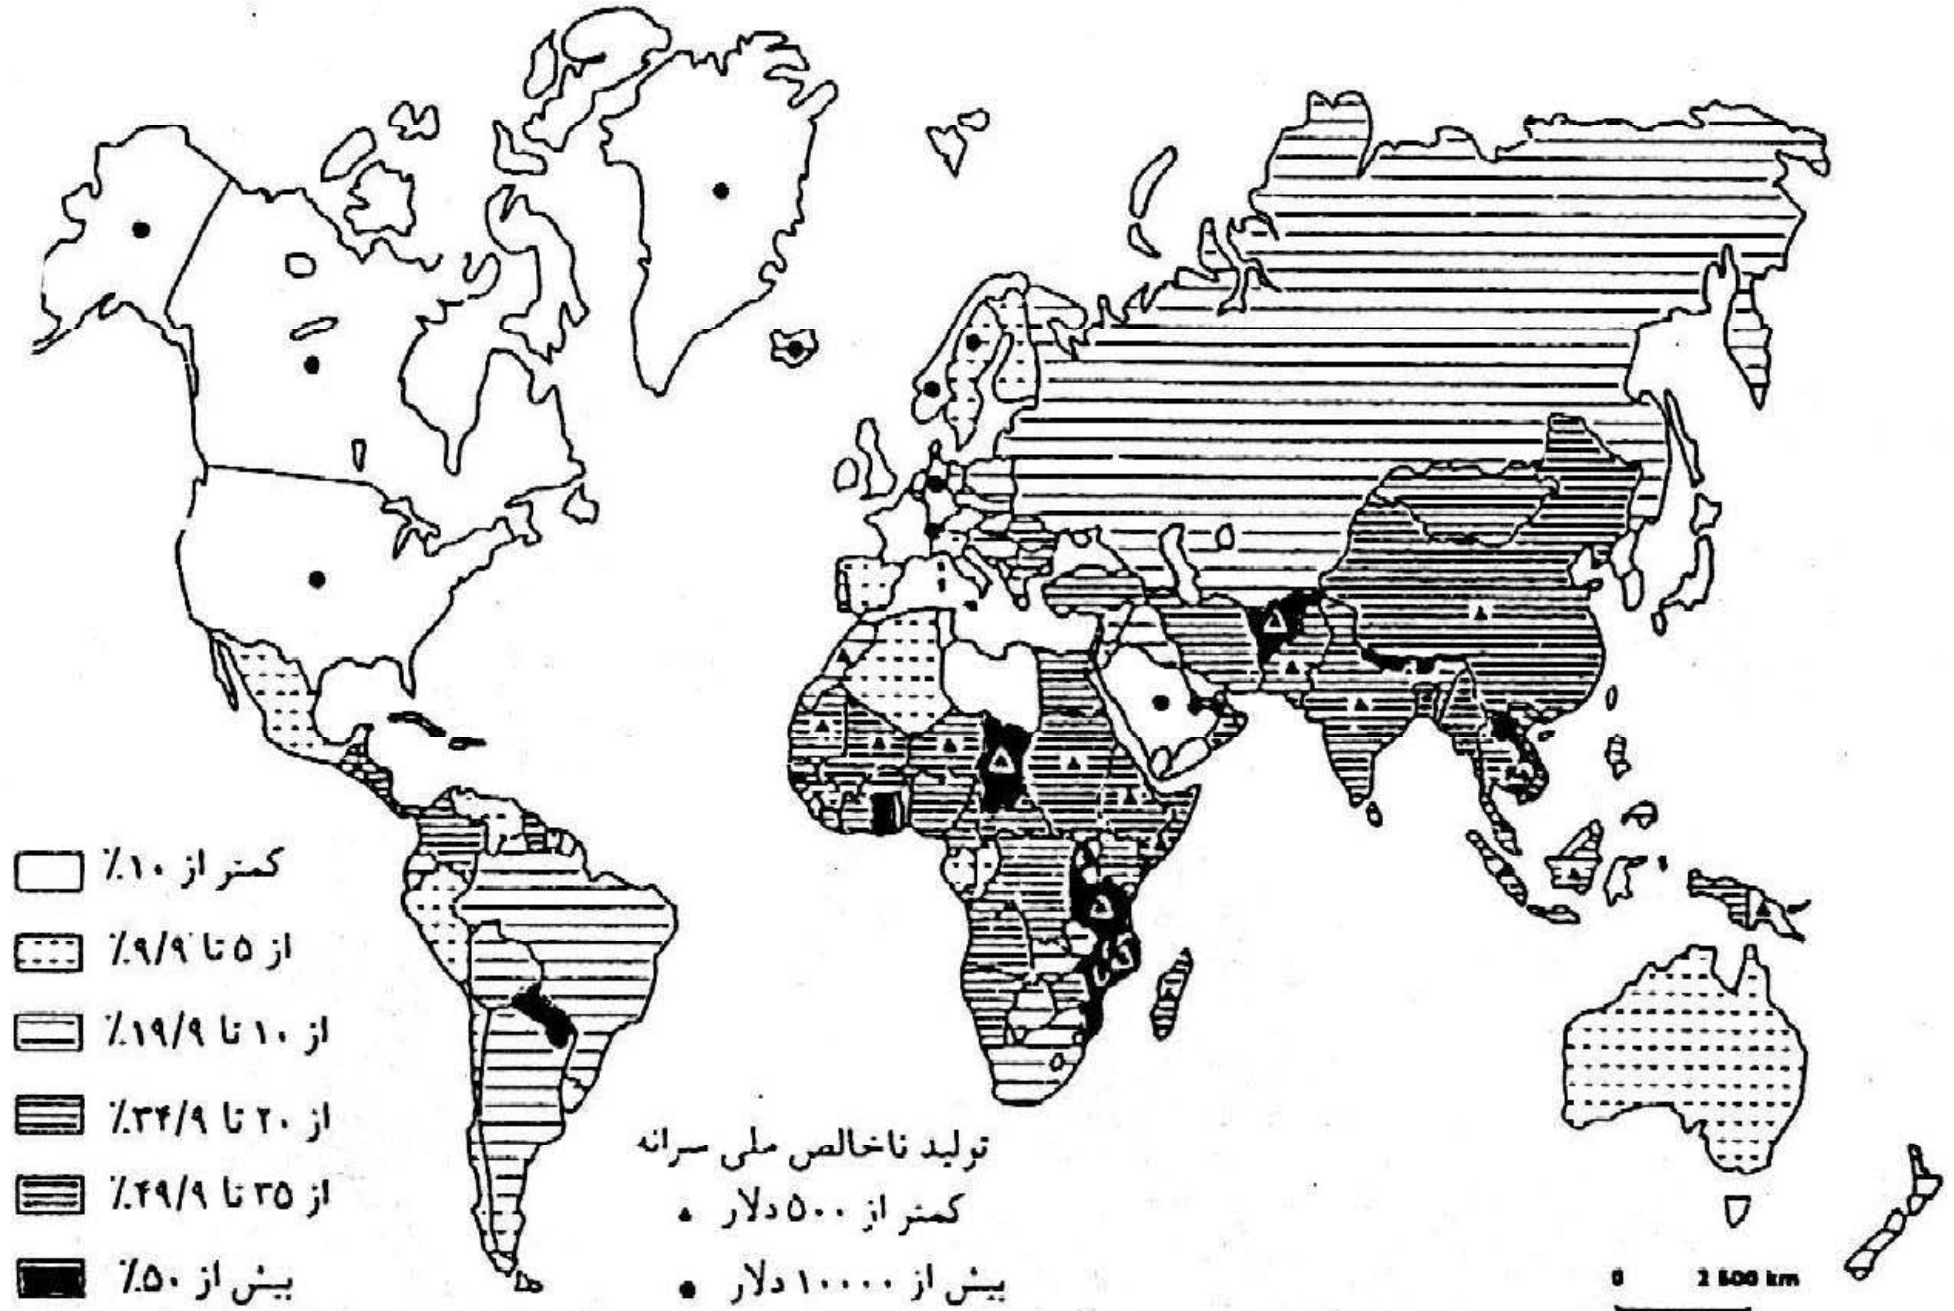 کمتر از ۱۰٪
از ۵ تا ۹/۹٪
از ۱۰ تا ۱۹/۹٪
از ۲۰ تا ۳۴/۹٪
از ۳۵ تا ۴۹/۹٪
بیش از ۵۰٪
تولید ناخالص ملی سرانه
کمتر از ۵۰۰ دلار
بیش از ۱۰۰۰۰ دلار
0 2 500 km